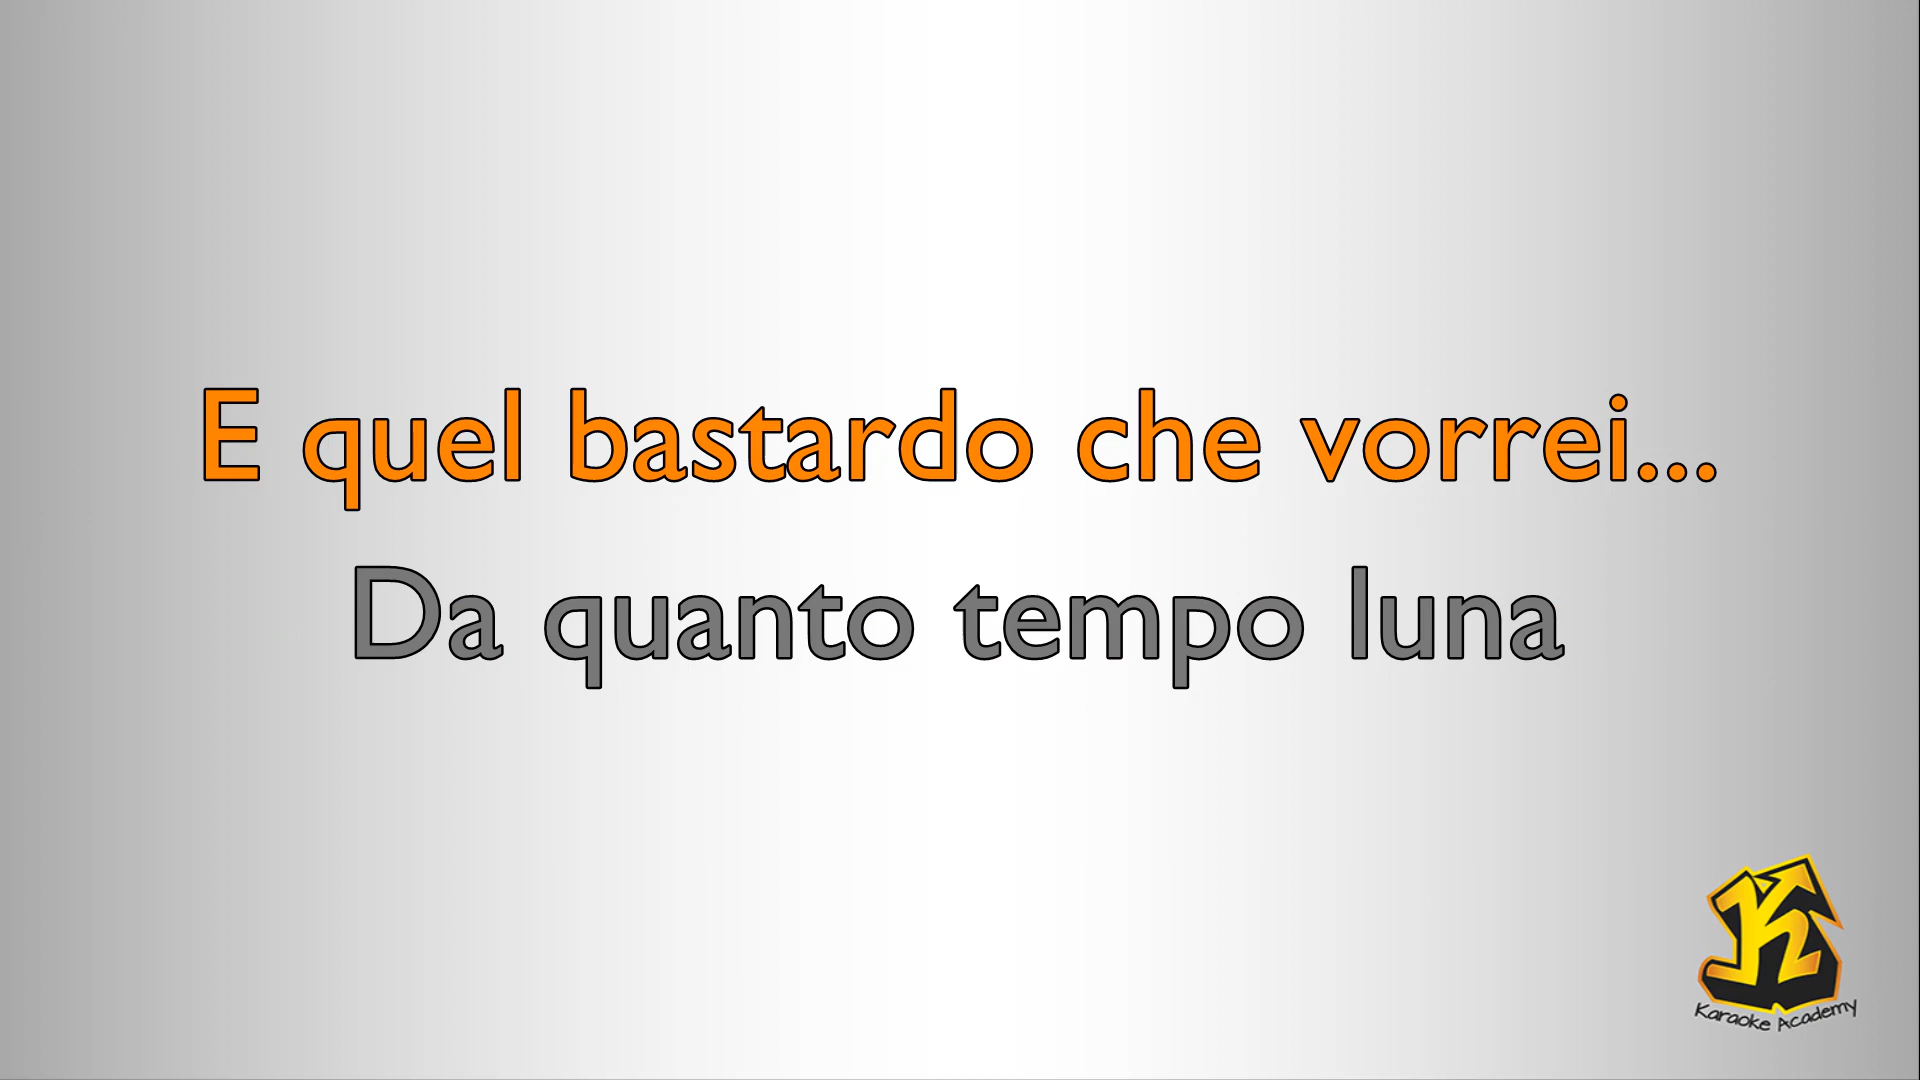 E quel bastardo che vorrei...
Da quanto tempo luna
K
Karaoke Academy